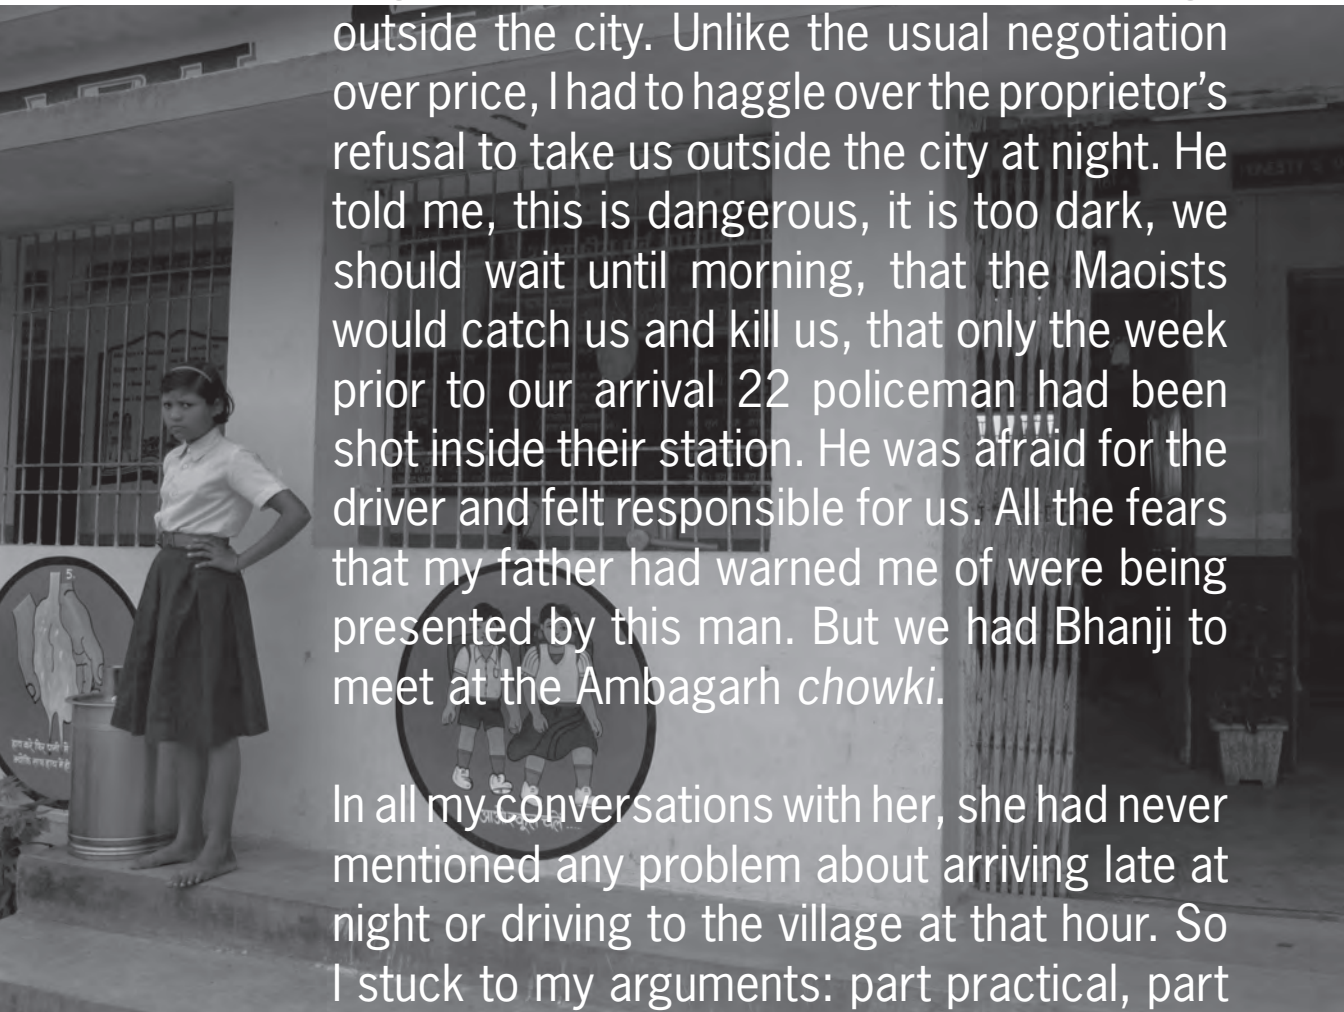 outside the city. Unlike the usual negotiation
over price, I had to haggle over the proprietor’s
refusal to take us outside the city at night. He
told me, this is dangerous, it is too dark, we
should wait until morning, that the Maoists
would catch us and kill us, that only the week
prior to our arrival 22 policeman had been
shot inside their station. He was afraid for the
driver and felt responsible for us. All the fears
that my father had warned me of were being
presented by this man. But we had Bhanji to
meet at the Ambagarh chowki.
In all my conversations with her, she had never
mentioned any problem about arriving late at
night or driving to the village at that hour. So
I stuck to my arguments: part practical, part
5.